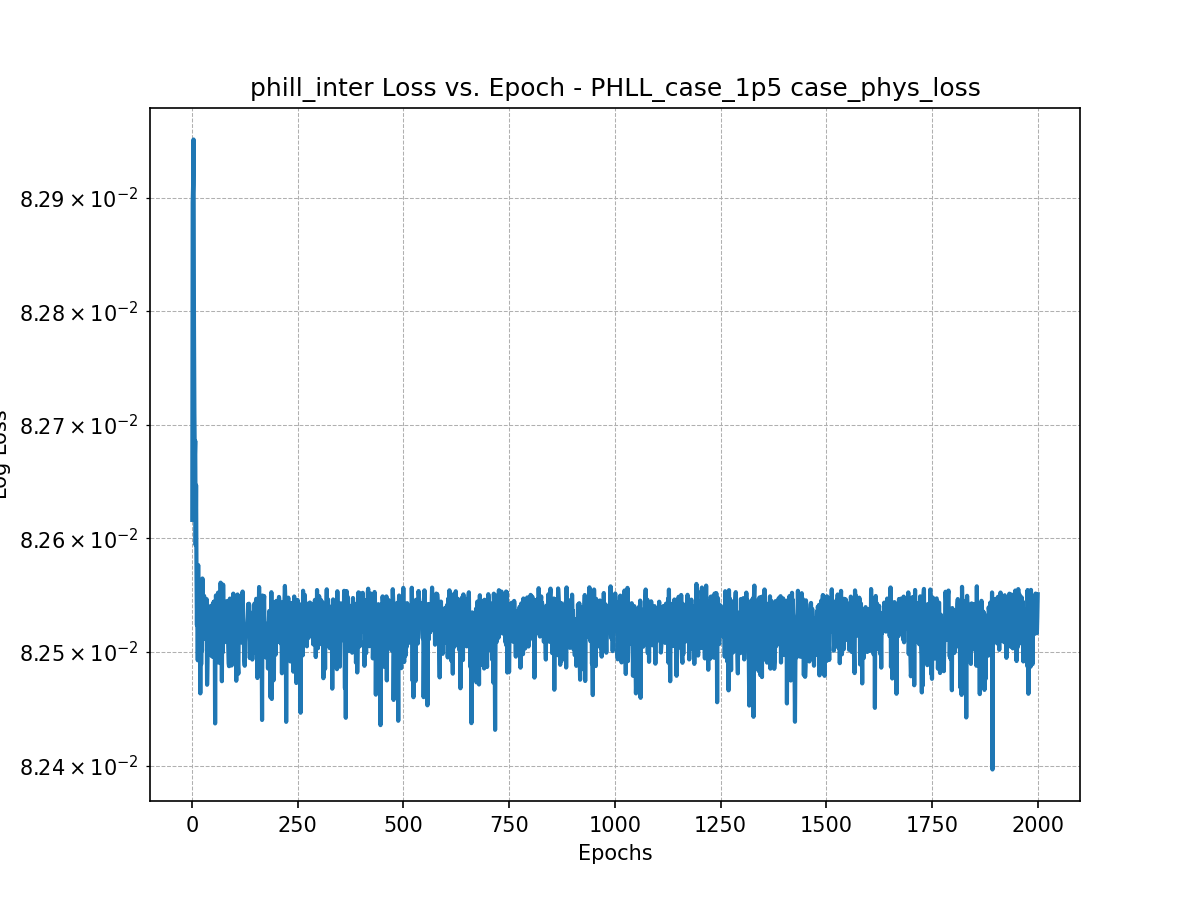 phill_inter Loss vs. Epoch - PHLL_case_1p5 case_phys_loss
8.29 × 10⁻²
8.28 × 10⁻²
8.27 × 10⁻²
Log Loss
8.26 × 10⁻²
8.25 × 10⁻²
8.24 × 10⁻²
0 250 500 750 1000 1250 1500 1750 2000
Epochs